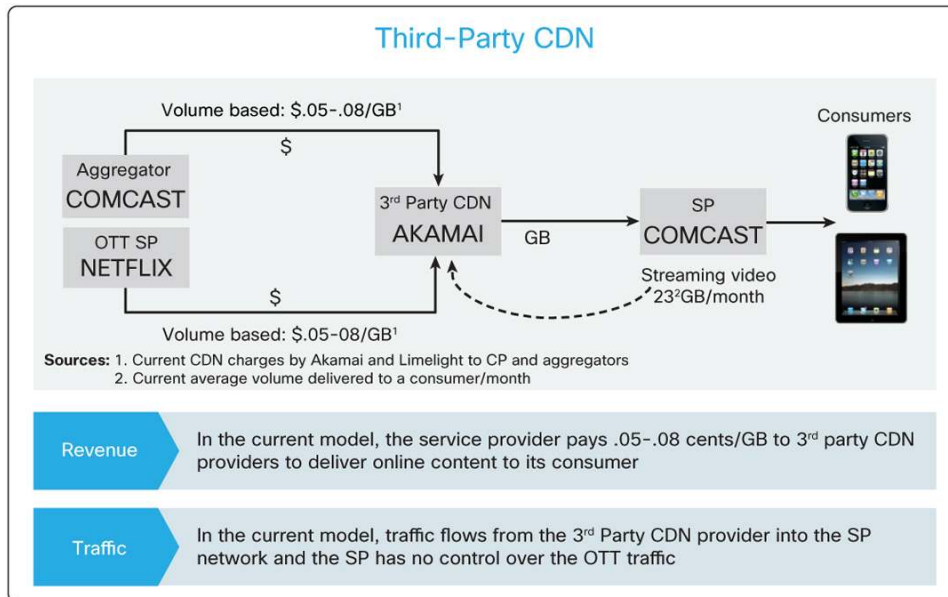 Third-Party CDN
Volume based: $.05-.08/GB¹
$
Aggregator
COMCAST
OTT SP
NETFLIX
3rd Party CDN
AKAMAI
GB
SP
COMCAST
Consumers
Streaming video
23²GB/month
$
Volume based: $.05-08/GB¹
Sources: 1. Current CDN charges by Akamai and Limelight to CP and aggregators
2. Current average volume delivered to a consumer/month
Revenue
In the current model, the service provider pays .05-.08 cents/GB to 3rd party CDN
providers to deliver online content to its consumer
Traffic
In the current model, traffic flows from the 3rd Party CDN provider into the SP
network and the SP has no control over the OTT traffic